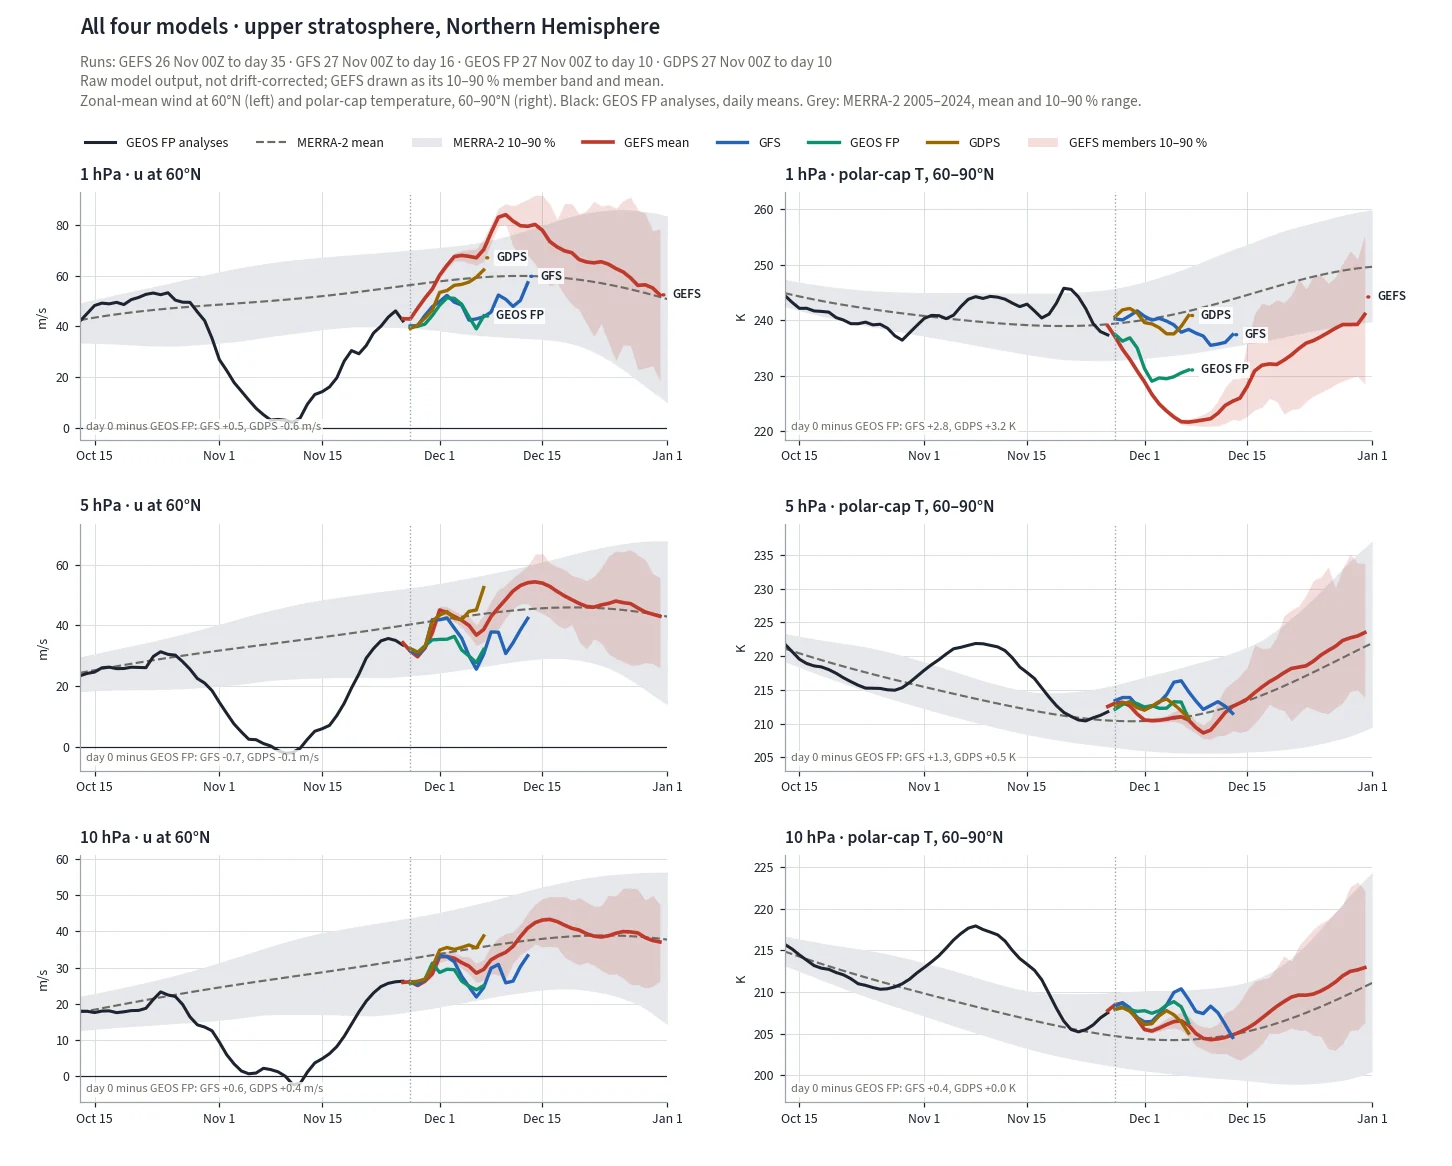 All four models · upper stratosphere, Northern Hemisphere
Runs: GEFS 26 Nov 00Z to day 35 · GFS 27 Nov 00Z to day 16 · GEOS FP 27 Nov 00Z to day 10 · GDPS 27 Nov 00Z to day 10
Raw model output, not drift-corrected; GEFS drawn as its 10–90 % member band and mean.
Zonal-mean wind at 60°N (left) and polar-cap temperature, 60–90°N (right). Black: GEOS FP analyses, daily means. Grey: MERRA-2 2005–2024, mean and 10–90 % range.
GEOS FP analyses MERRA-2 mean MERRA-2 10–90 % GEFS mean GFS GEOS FP GDPS GEFS members 10–90 %
1 hPa · u at 60°N
80
60
40
20
0
m/s
GDPS
GFS
GEFS
GEOS FP
day 0 minus GEOS FP: GFS +0.5, GDPS -0.6 m/s
Oct 15 Nov 1 Nov 15 Dec 1 Dec 15 Jan 1
1 hPa · polar-cap T, 60–90°N
260
250
240
230
220
K
GEFS
GDPS
GFS
GEOS FP
day 0 minus GEOS FP: GFS +2.8, GDPS +3.2 K
Oct 15 Nov 1 Nov 15 Dec 1 Dec 15 Jan 1
5 hPa · u at 60°N
60
40
20
0
m/s
day 0 minus GEOS FP: GFS -0.7, GDPS -0.1 m/s
Oct 15 Nov 1 Nov 15 Dec 1 Dec 15 Jan 1
5 hPa · polar-cap T, 60–90°N
235
230
225
220
215
210
205
K
day 0 minus GEOS FP: GFS +1.3, GDPS +0.5 K
Oct 15 Nov 1 Nov 15 Dec 1 Dec 15 Jan 1
10 hPa · u at 60°N
60
50
40
30
20
10
0
m/s
day 0 minus GEOS FP: GFS +0.6, GDPS +0.4 m/s
Oct 15 Nov 1 Nov 15 Dec 1 Dec 15 Jan 1
10 hPa · polar-cap T, 60–90°N
225
220
215
210
205
200
K
day 0 minus GEOS FP: GFS +0.4, GDPS +0.0 K
Oct 15 Nov 1 Nov 15 Dec 1 Dec 15 Jan 1